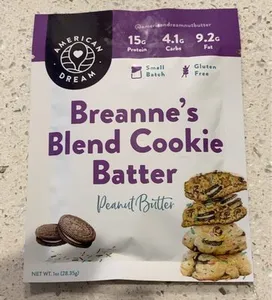 @americandreamnutbutter
AMERICAN
DREAM
15G
Protein
4.1G
Carbs
9.2G
Fat
Small
Batch
Gluten
Free
Breanne's
Blend Cookie
Batter
Peanut Butter
NET WT. 1oz (28.35g)